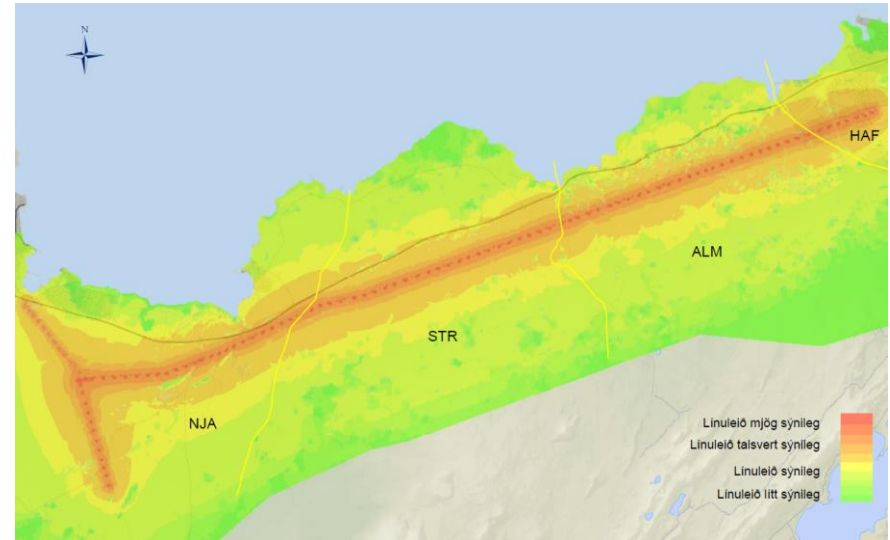 N
HAF
ALM
STR
NJA
Línuleið mjög sýnileg
Línuleið talsvert sýnileg
Línuleið sýnileg
Línuleið lítt sýnileg